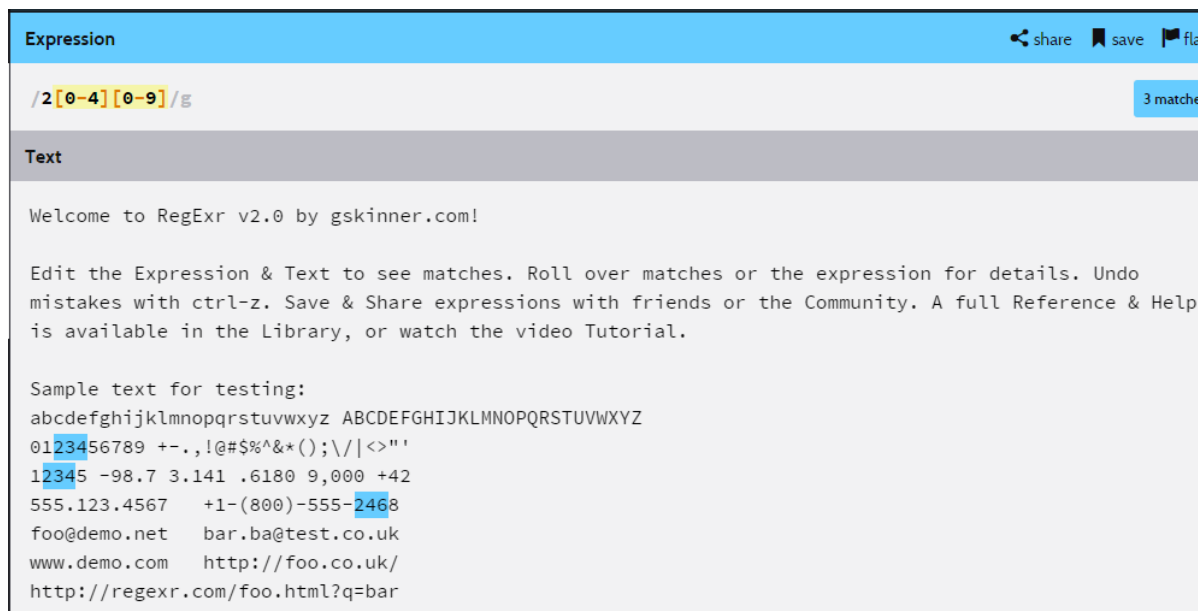 Expression share save fla
/2[0-4][0-9]/g 3 matche
Text
Welcome to RegExr v2.0 by gskinner.com!
Edit the Expression & Text to see matches. Roll over matches or the expression for details. Undo
mistakes with ctrl-z. Save & Share expressions with friends or the Community. A full Reference & Help
is available in the Library, or watch the video Tutorial.
Sample text for testing:
abcdefghijklmnopqrstuvwxyz ABCDEFGHIJKLMNOPQRSTUVWXYZ
0123456789 +-.,!@#$%^&*();\/|<>"'
12345 -98.7 3.141 .6180 9,000 +42
555.123.4567 +1-(800)-555-2468
foo@demo.net bar.ba@test.co.uk
www.demo.com http://foo.co.uk/
http://regexr.com/foo.html?q=bar